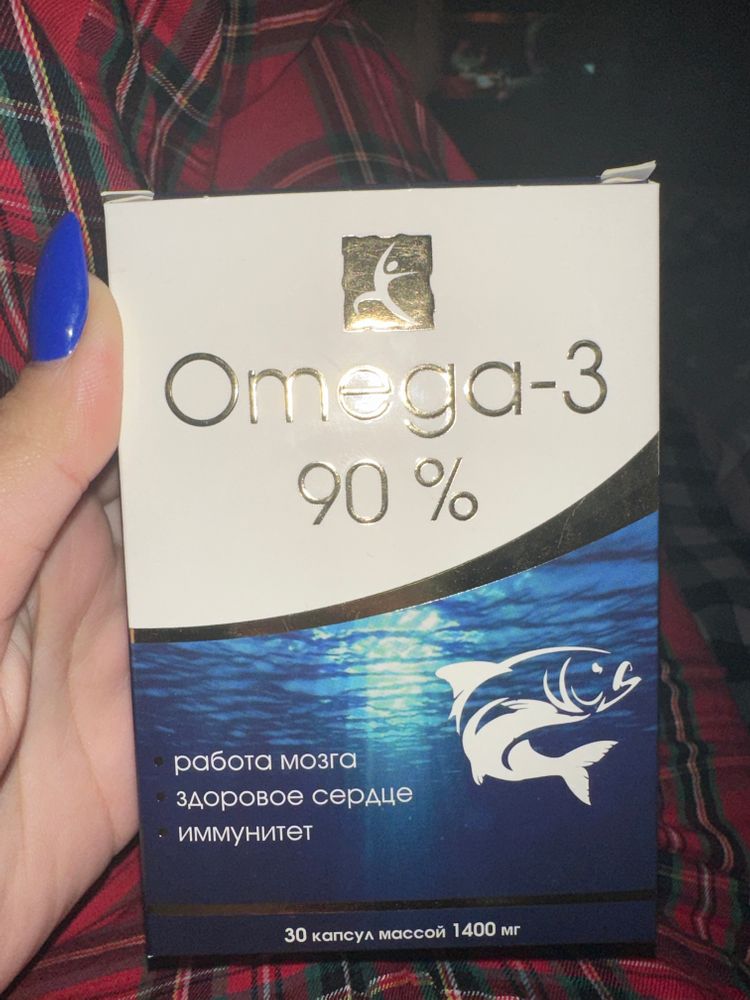 Omega-3
90 %
• работа мозга
• здоровое сердце
• иммунитет
30 капсул массой 1400 мг